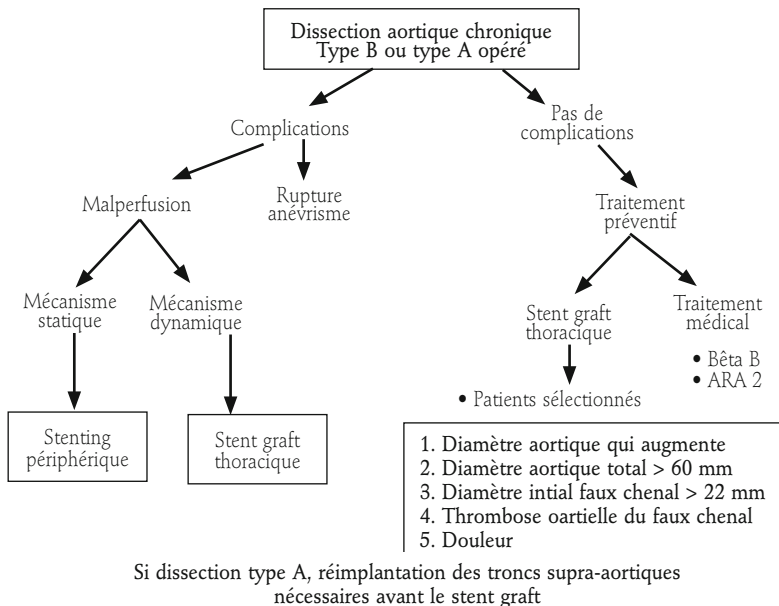 Dissection aortique chronique
Type B ou type A opéré
Complications
Pas de
complications
Malperfusion
Rupture
anévrisme
Traitement
préventif
Mécanisme
statique
Mécanisme
dynamique
Stent graft
thoracique
Traitement
médical
• Bêta B
• ARA 2
• Patients sélectionnés
Stenting
périphérique
Stent graft
thoracique
1. Diamètre aortique qui augmente
2. Diamètre aortique total > 60 mm
3. Diamètre intial faux chenal > 22 mm
4. Thrombose oartielle du faux chenal
5. Douleur
Si dissection type A, réimplantation des troncs supra-aortiques
nécessaires avant le stent graft